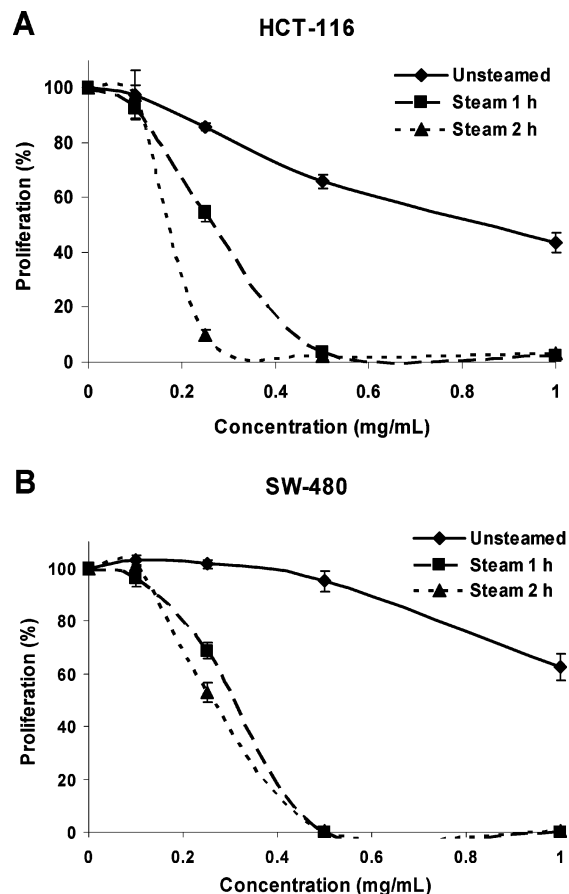 A
HCT-116
Unsteamed
Steam 1 h
Steam 2 h
100
80
60
40
20
0
Proliferation (%)
0 0.2 0.4 0.6 0.8 1
Concentration (mg/mL)
B
SW-480
Unsteamed
Steam 1 h
Steam 2 h
100
80
60
40
20
0
Proliferation (%)
0 0.2 0.4 0.6 0.8 1
Concentration (mg/mL)